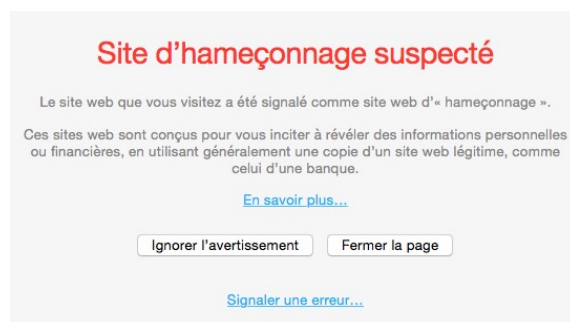 Site d’hameçonnage suspecté
Le site web que vous visitez a été signalé comme site web d’« hameçonnage ».
Ces sites web sont conçus pour vous inciter à révéler des informations personnelles
ou financières, en utilisant généralement une copie d’un site web légitime, comme
celui d’une banque.
En savoir plus...
Ignorer l’avertissement Fermer la page
Signaler une erreur...